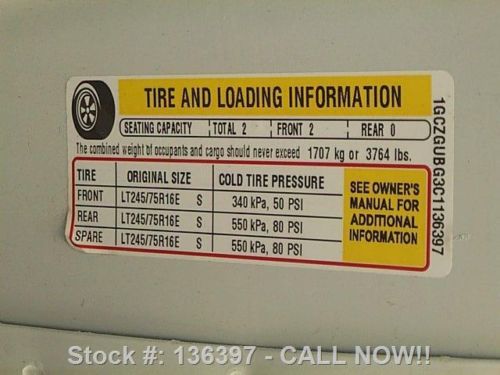 TIRE AND LOADING INFORMATION
SEATING CAPACITY TOTAL 2 FRONT 2 REAR 0
The combined weight of occupants and cargo should never exceed 1707 kg or 3764 lbs.
TIRE ORIGINAL SIZE COLD TIRE PRESSURE
FRONT LT245/75R16E S 340 kPa, 50 PSI
REAR LT245/75R16E S 550 kPa, 80 PSI
SPARE LT245/75R16E S 550 kPa, 80 PSI
SEE OWNER'S
MANUAL FOR
ADDITIONAL
INFORMATION
1GCZGUBG3C1136397
Stock #: 136397 - CALL NOW!!